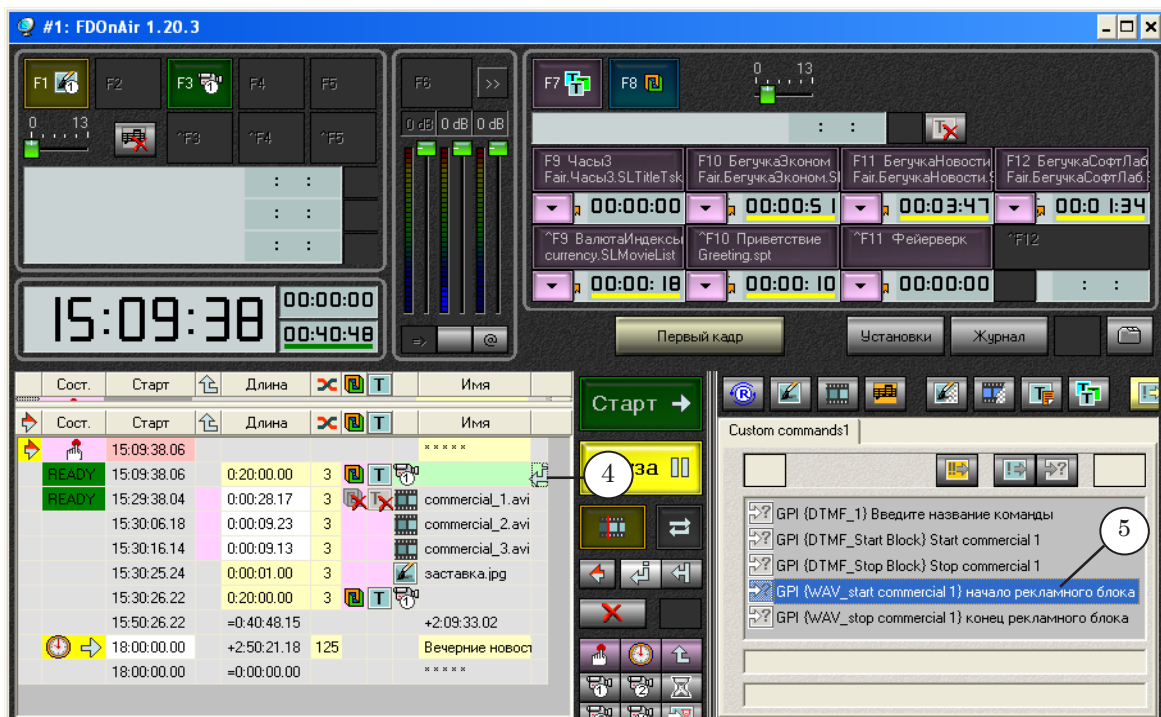 #1: FDOnAir 1.20.3
F1 F2 F3 F4 F5 F6 >> F7 F8 0 13
0 13 ^F3 ^F4 ^F5 0 dB 0 dB 0 dB
: :
F9 Часы3 F10 БегучкаЭконом F11 БегучкаНовости F12 БегучкаСофтЛаб
Fair.Часы3.SLTitleTsk Fair.БегучкаЭконом.Sl Fair.БегучкаНовости.S Fair.БегучкаСофтЛаб.
00:00:00 00:00:51 00:03:47 00:01:34
^F9 ВалютаИндексы ^F10 Приветствие ^F11 Фейерверк ^F12
currency.SLMovieList Greeting.spt
00:00:18 00:00:10 00:00:00 : :
15:09:38 00:00:00
00:40:48
=> @
Первый кадр Установки Журнал
Сост. Старт Длина T Имя
Сост. Старт Длина T Имя
15:09:38.06 * * * * *
READY 15:09:38.06 0:20:00.00 3 T 1
READY 15:29:38.04 0:00:28.17 3 T commercial_1.avi
15:30:06.18 0:00:09.23 3 commercial_2.avi
15:30:16.14 0:00:09.13 3 commercial_3.avi
15:30:25.24 0:00:01.00 3 заставка.jpg
15:30:26.22 0:20:00.00 3 T 1
15:50:26.22 =0:40:48.15 +2:09:33.02
18:00:00.00 +2:50:21.18 125 Вечерние новост
18:00:00.00 =0:00:00.00 * * * * *
Старт
4
за
1 2
Custom commands1
GPI {DTMF_1} Введите название команды
GPI {DTMF_Start Block} Start commercial 1
GPI {DTMF_Stop Block} Stop commercial 1
GPI {WAV_start commercial 1} начало рекламного блока
GPI {WAV_stop commercial 1} конец рекламного блока
5